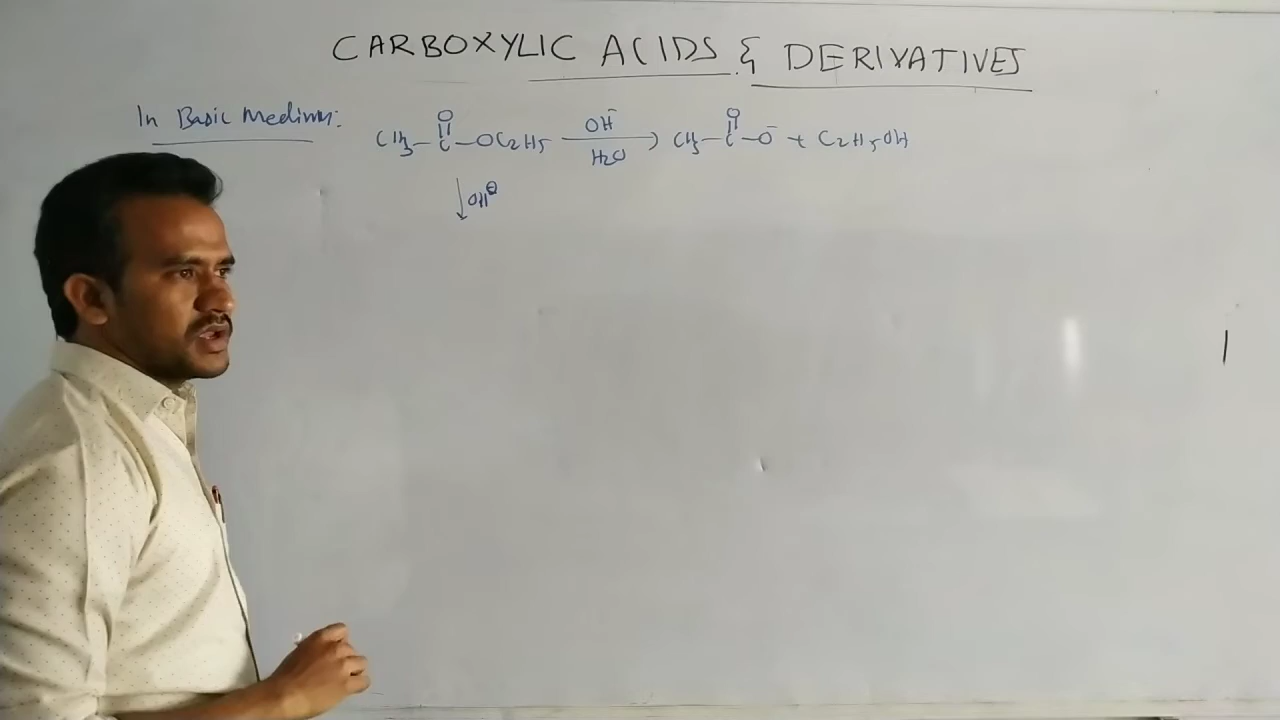 CARBOXYLIC ACIDS & DERIVATIVES
In Basic Medium:
O OH⁻ O
CH₃–C–OC₂H₅ → CH₃–C–O⁻ + C₂H₅OH
H₂O
↓OH⊖